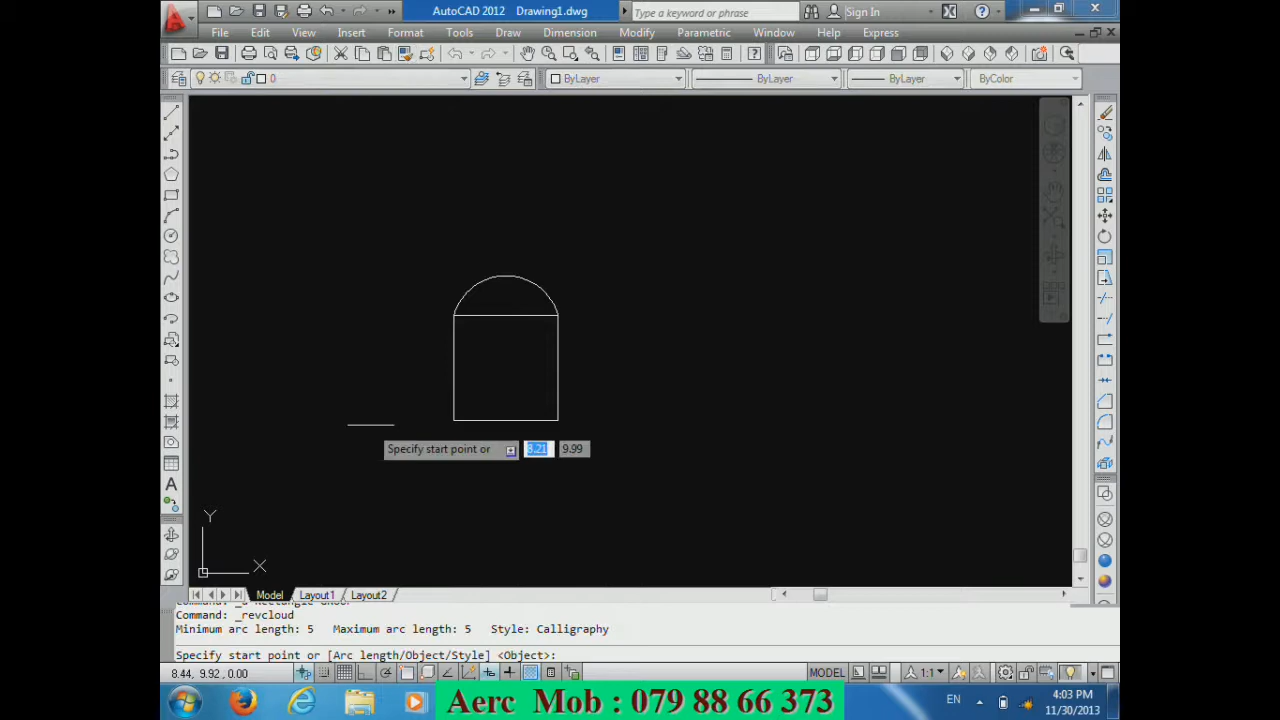 AutoCAD 2012 Drawing1.dwg
Type a keyword or phrase
Sign In
File Edit View Insert Format Tools Draw Dimension Modify Parametric Window Help Express
0
ByLayer
ByLayer
ByLayer
ByColor
Specify start point or 8.21 9.99
Y
X
Model Layout1 Layout2
Command: _revcloud
Minimum arc length: 5 Maximum arc length: 5 Style: Calligraphy
Specify start point or [Arc length/Object/Style] <Object>:
8.44, 9.92, 0.00
MODEL
1:1
Aerc Mob : 079 88 66 373
EN
4:03 PM
11/30/2013